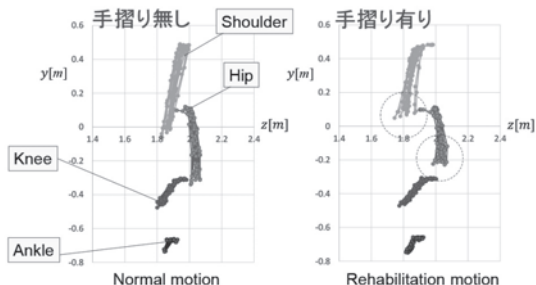 手摺り無し
手摺り有り
Shoulder
Hip
Knee
Ankle
y[m]
0.6
0.4
0.2
0
-0.2
-0.4
-0.6
-0.8
1.4
1.6
1.8
2
2.2
2.4
z[m]
Normal motion
y[m]
0.6
0.4
0.2
0
-0.2
-0.4
-0.6
-0.8
1.4
1.6
1.8
2
2.2
2.4
z[m]
Rehabilitation motion